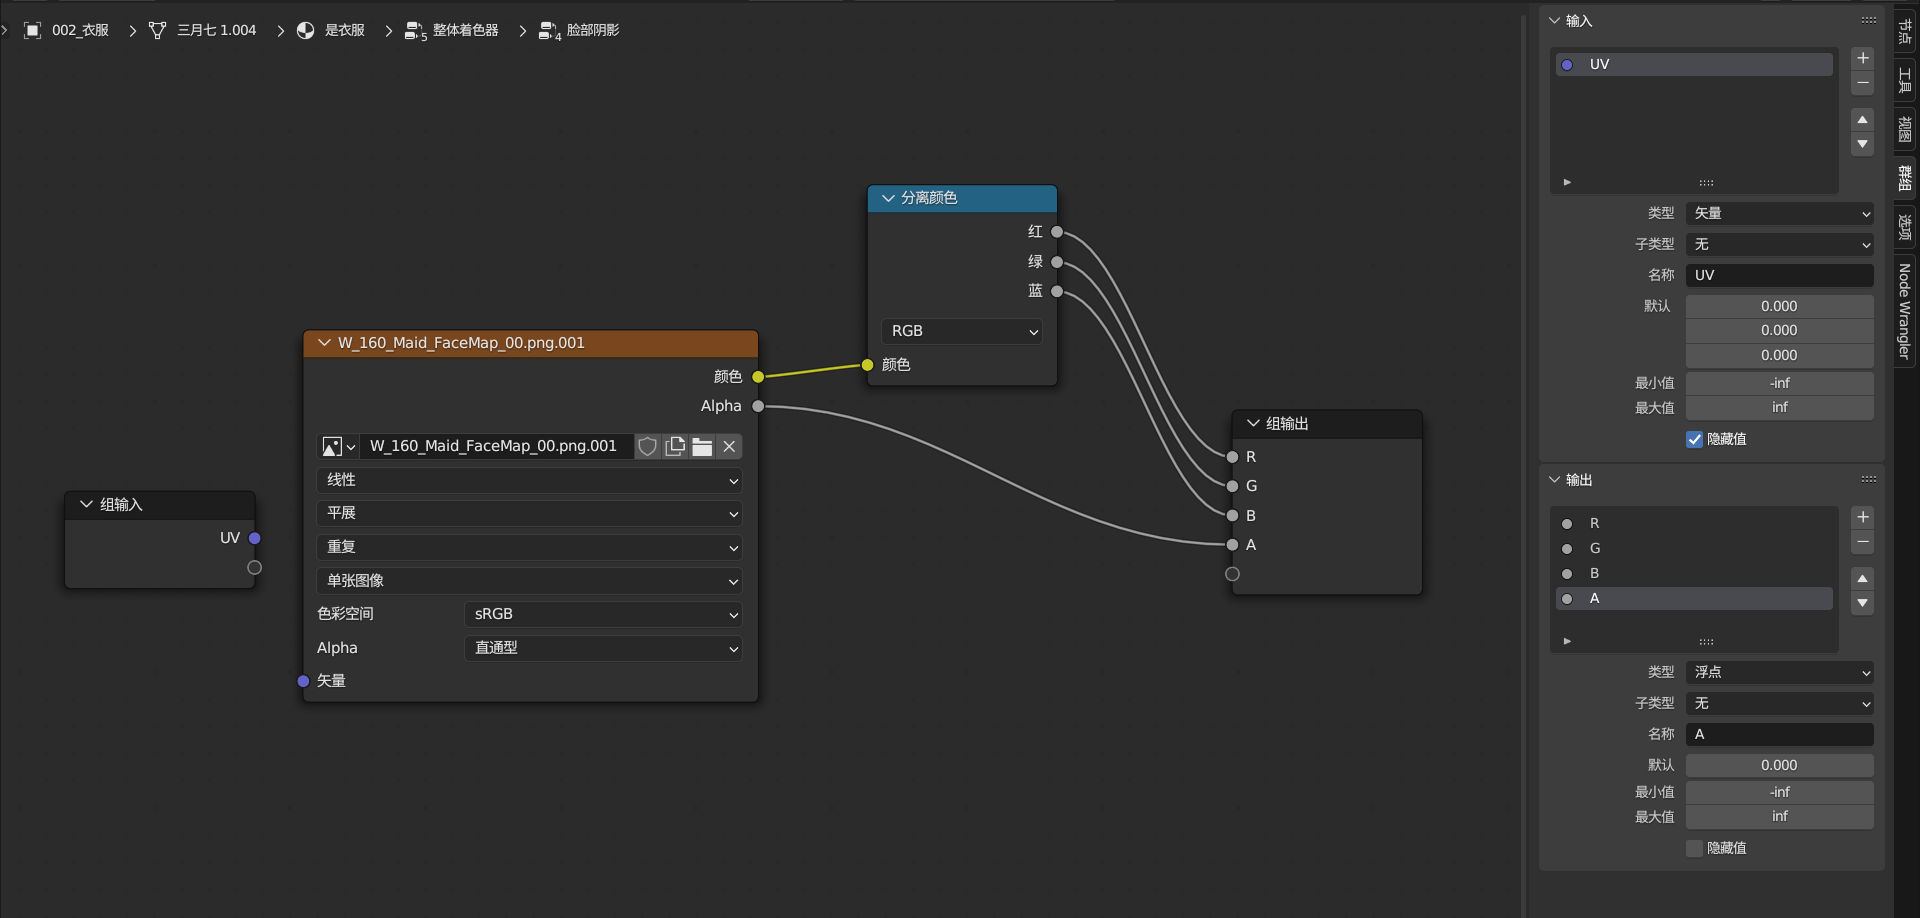 002_衣服
三月七 1.004
是衣服
5 整体着色器
4 脸部阴影
分离颜色
红
绿
蓝
RGB
颜色
W_160_Maid_FaceMap_00.png.001
颜色
Alpha
W_160_Maid_FaceMap_00.png.001
线性
平展
重复
单张图像
色彩空间 sRGB
Alpha 直通型
矢量
组输入
UV
组输出
R
G
B
A
输入
UV
类型 矢量
子类型 无
名称 UV
默认 0.000
0.000
0.000
最小值 -inf
最大值 inf
隐藏值
输出
R
G
B
A
类型 浮点
子类型 无
名称 A
默认 0.000
最小值 -inf
最大值 inf
隐藏值
节点
工具
视图
群组
选项
Node Wrangler